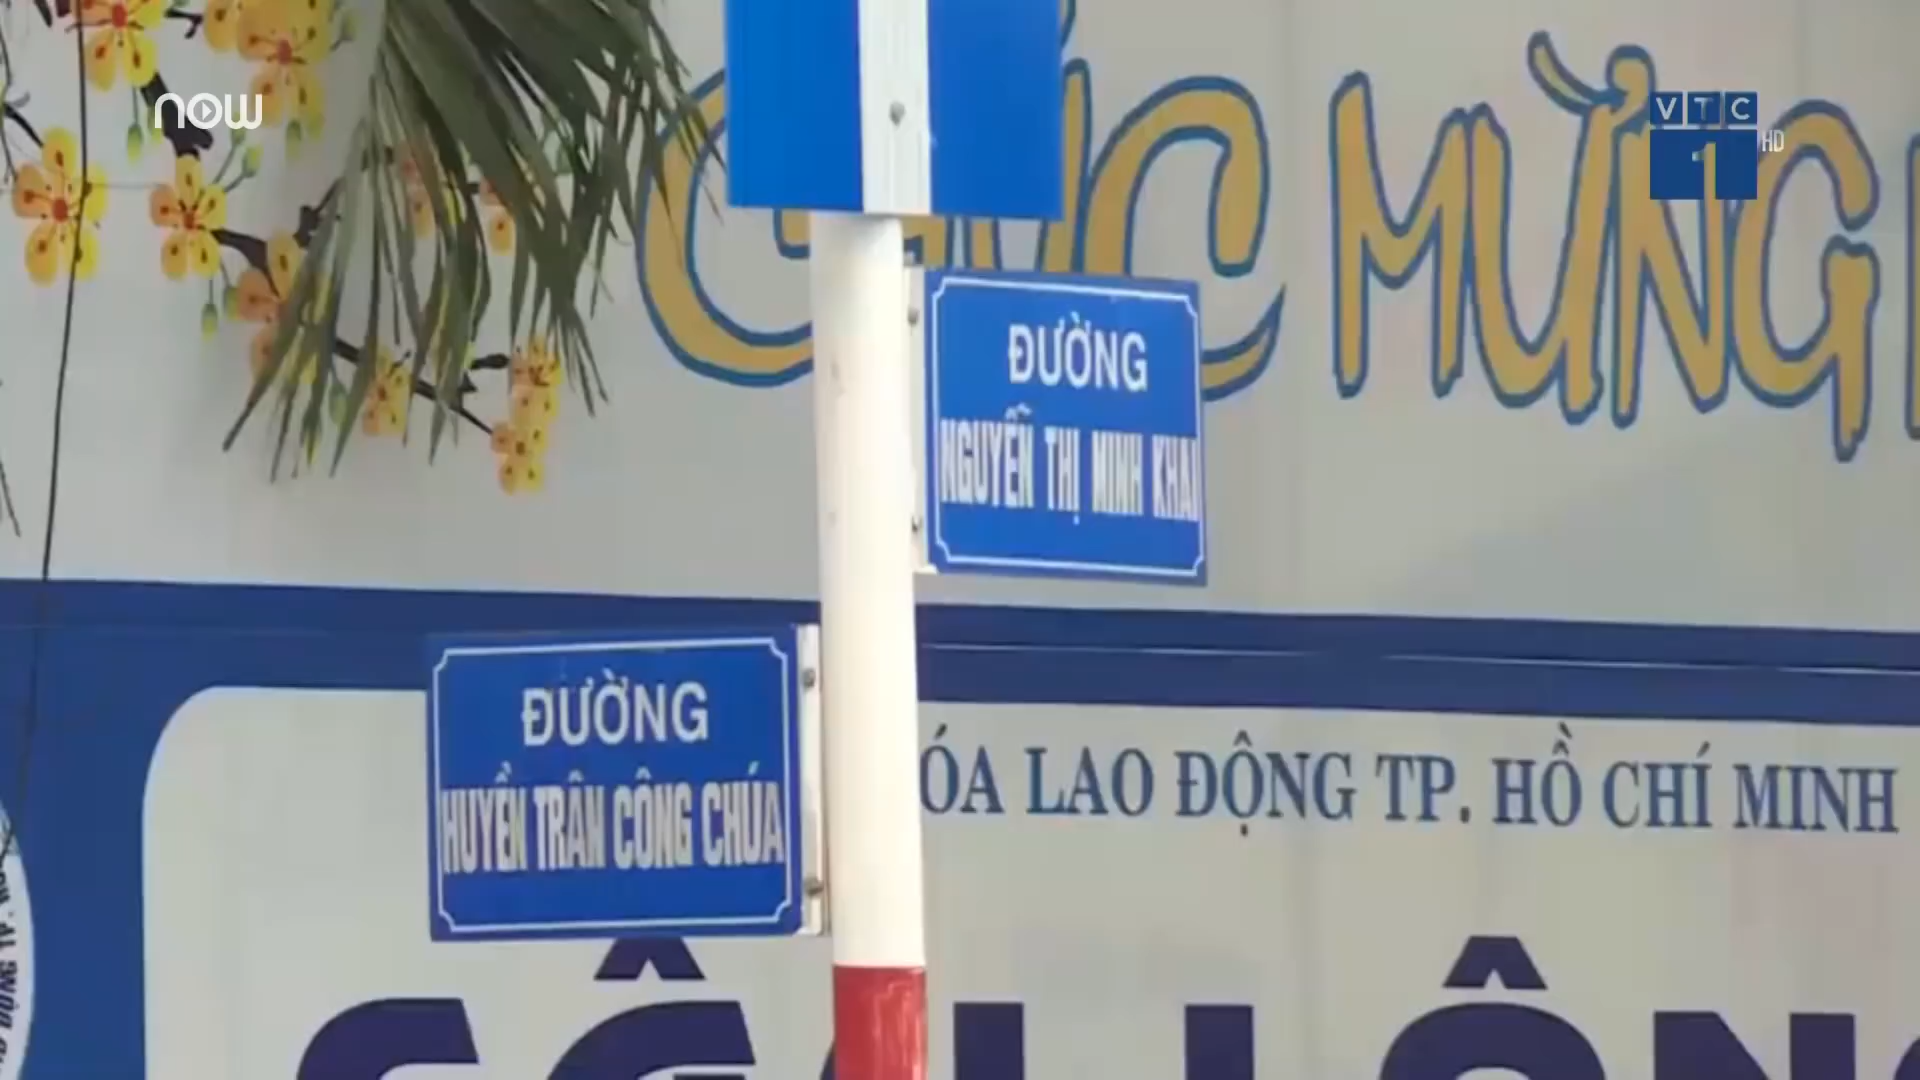 now
VTC
1
HD
CHÚC MỪNG
ĐƯỜNG
NGUYỄN THỊ MINH KHAI
ĐƯỜNG
HUYỀN TRÂN CÔNG CHÚA
ÓA LAO ĐỘNG TP. HỒ CHÍ MINH